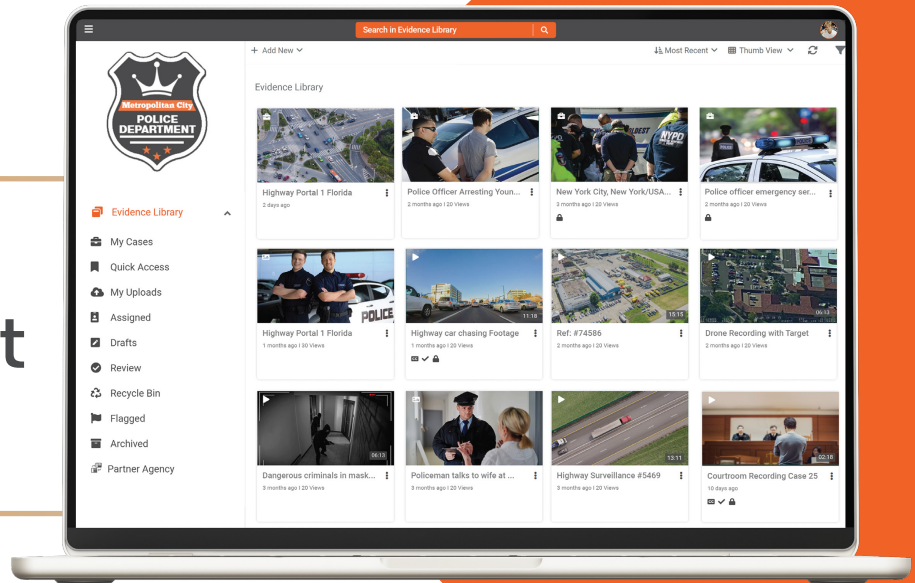 t
Search in Evidence Library
Metropolitan City
POLICE
DEPARTMENT
Evidence Library
My Cases
Quick Access
My Uploads
Assigned
Drafts
Review
Recycle Bin
Flagged
Archived
Partner Agency
+ Add New
Most Recent
Thumb View
Evidence Library
Highway Portal 1 Florida
2 days ago
Police Officer Arresting Youn...
2 months ago I 20 Views
NYPD
New York City, New York/USA...
3 months ago I 20 Views
Police officer emergency ser...
2 months ago I 20 Views
POLICE
Highway Portal 1 Florida
1 months ago I 30 Views
11:18
Highway car chasing Footage
1 months ago I 20 Views
15:15
Ref: #74586
2 months ago I 20 Views
06:13
Drone Recording with Target
2 months ago I 20 Views
06:13
Dangerous criminals in mask...
3 months ago I 20 Views
Policeman talks to wife at ...
3 months ago I 20 Views
13:11
Highway Surveillance #5469
3 months ago I 20 Views
02:18
Courtroom Recording Case 25
10 days ago